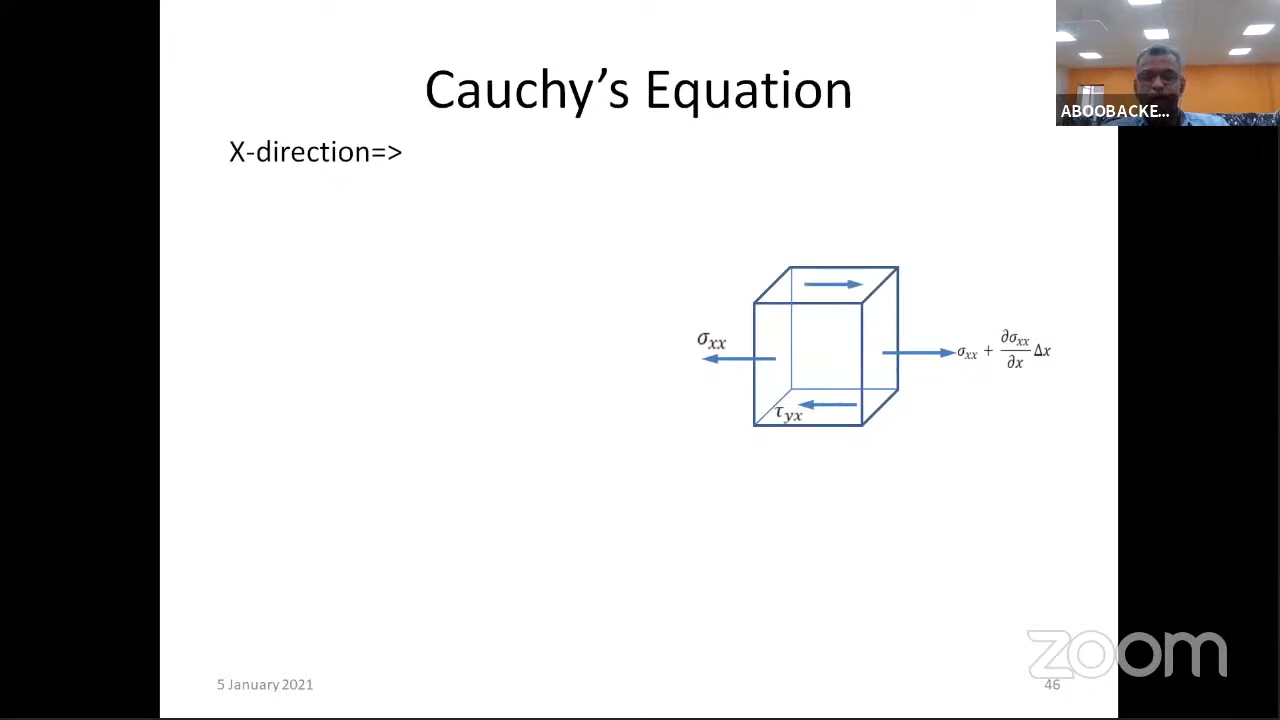 Cauchy’s Equation
ABOOBACKE...
X-direction=>
σxx
σxx + ∂σxx/∂x Δx
τyx
zoom
5 January 2021
46